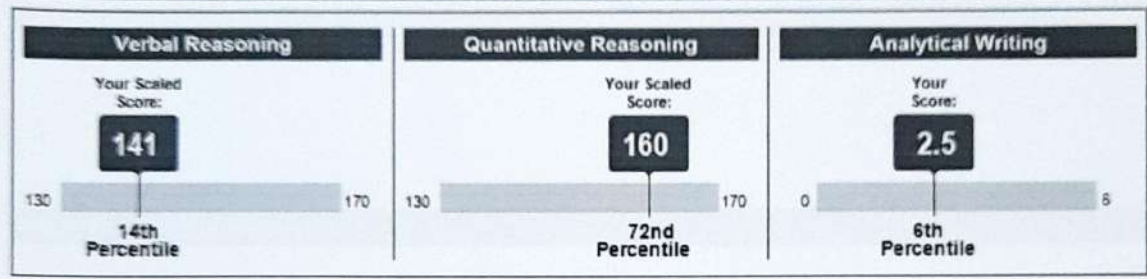 Verbal Reasoning
Your Scaled
Score:
141
130
170
14th
Percentile
Quantitative Reasoning
Your Scaled
Score:
160
130
170
72nd
Percentile
Analytical Writing
Your
Score:
2.5
0
6
6th
Percentile